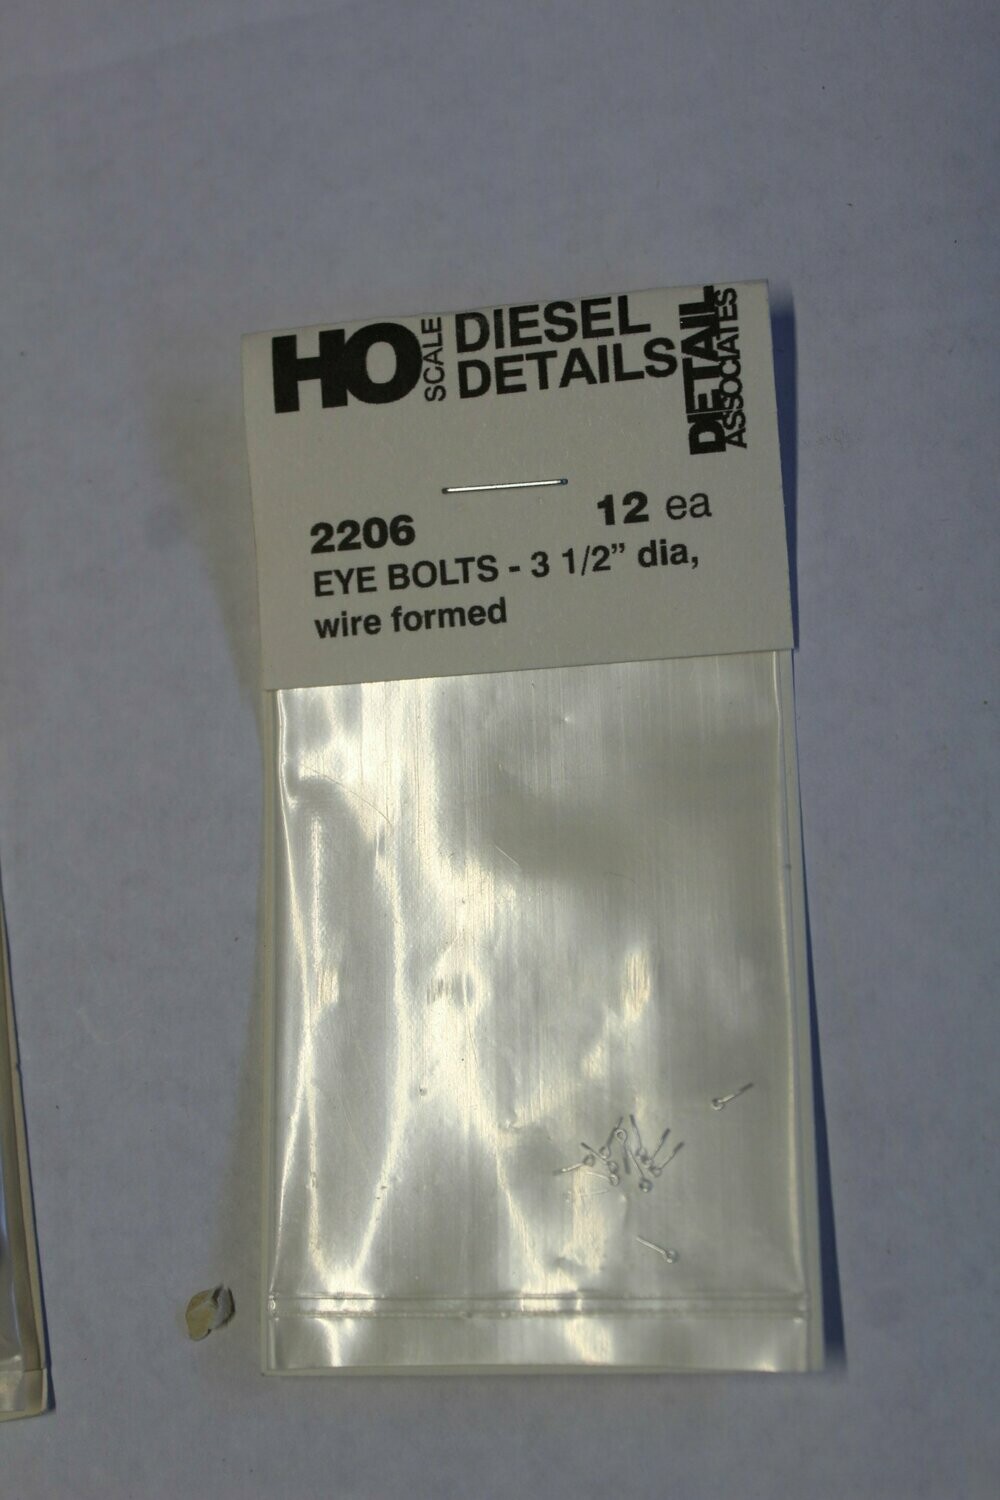 HO SCALE DIESEL
DETAILS
DETAIL
ASSOCIATES
2206 12 ea
EYE BOLTS - 3 1/2” dia,
wire formed